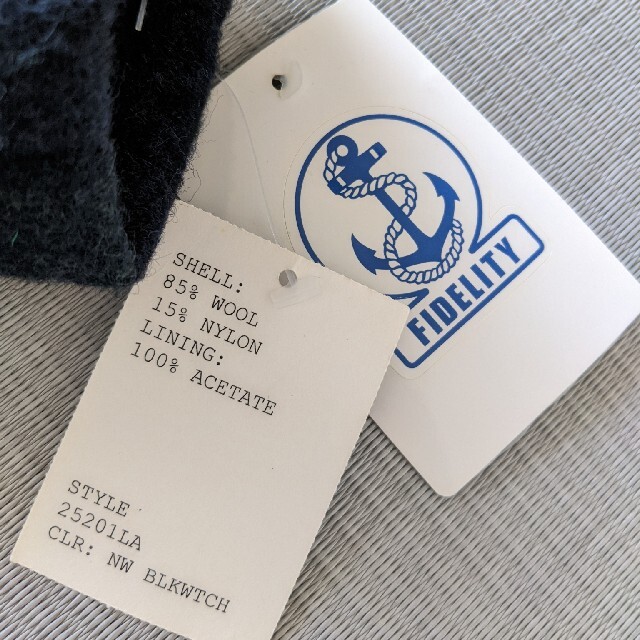 FIDELITY
SHELL:
85% WOOL
15% NYLON
LINING:
100% ACETATE
STYLE
25201LA
CLR: NW BLKWTCH